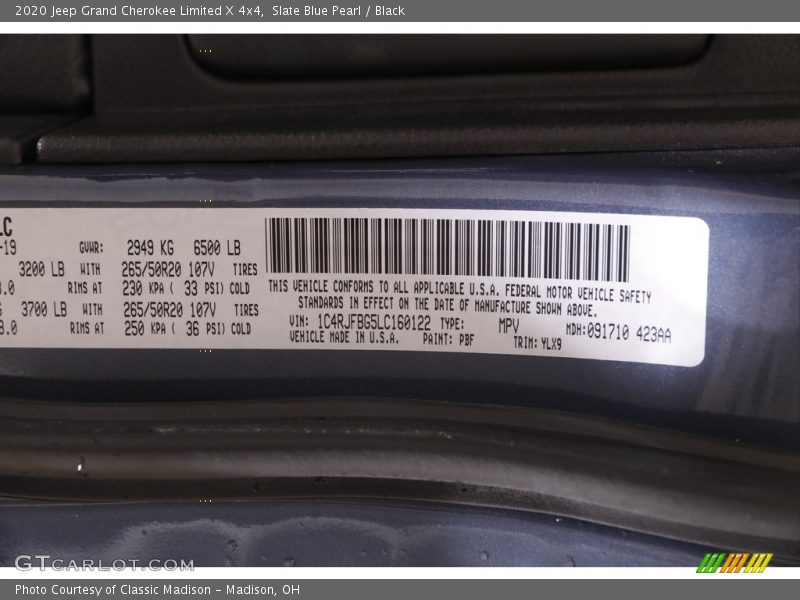 2020 Jeep Grand Cherokee Limited X 4x4, Slate Blue Pearl / Black
LC
-19 GVWR: 2949 KG 6500 LB
3200 LB WITH 265/50R20 107V TIRES
.0 RIMS AT 230 KPA ( 33 PSI) COLD
3700 LB WITH 265/50R20 107V TIRES
8.0 RIMS AT 250 KPA ( 36 PSI) COLD
THIS VEHICLE CONFORMS TO ALL APPLICABLE U.S.A. FEDERAL MOTOR VEHICLE SAFETY
STANDARDS IN EFFECT ON THE DATE OF MANUFACTURE SHOWN ABOVE.
VIN: 1C4RJFBG5LC160122 TYPE: MPV MDH:091710 423AA
VEHICLE MADE IN U.S.A. PAINT: PBF TRIM: YLX9
GTCARLOT.COM
Photo Courtesy of Classic Madison – Madison, OH